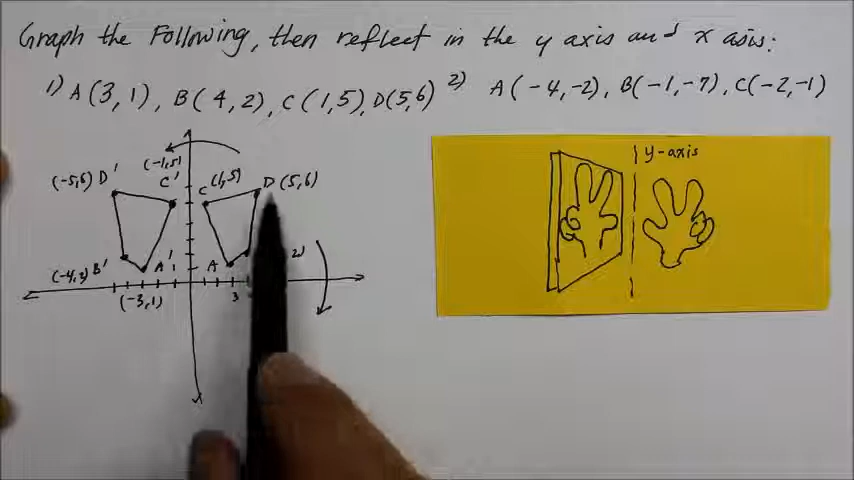 Graph the Following, then reflect in the y axis and x axis:
1) A(3,1), B(4,2), C(1,5), D(5,6) 2) A(-4,-2), B(-1,-7), C(-2,-1)
y-axis
(-1,5)
(-5,6) D' C' C (1,5) D (5,6)
(-4,2) B' A' A 2)
(-3,1) 3